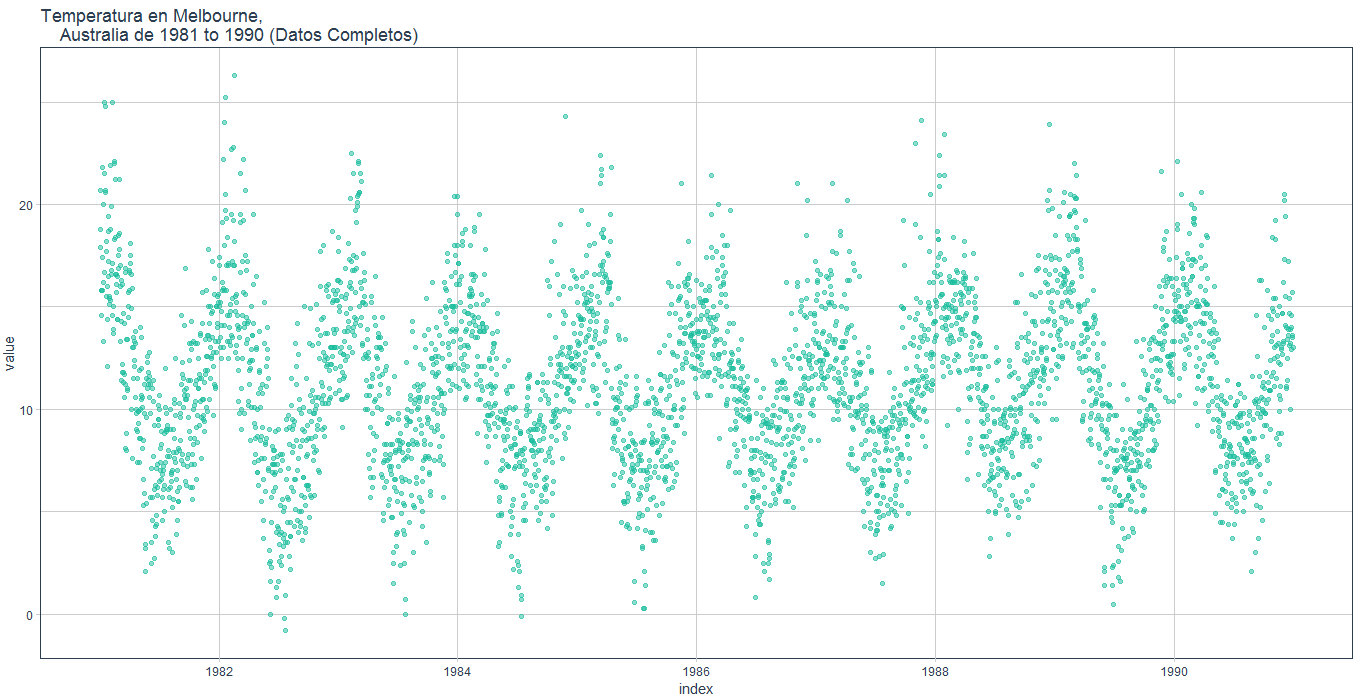 Temperatura en Melbourne,
Australia de 1981 to 1990 (Datos Completos)
20
10
0
value
1982
1984
1986
1988
1990
index